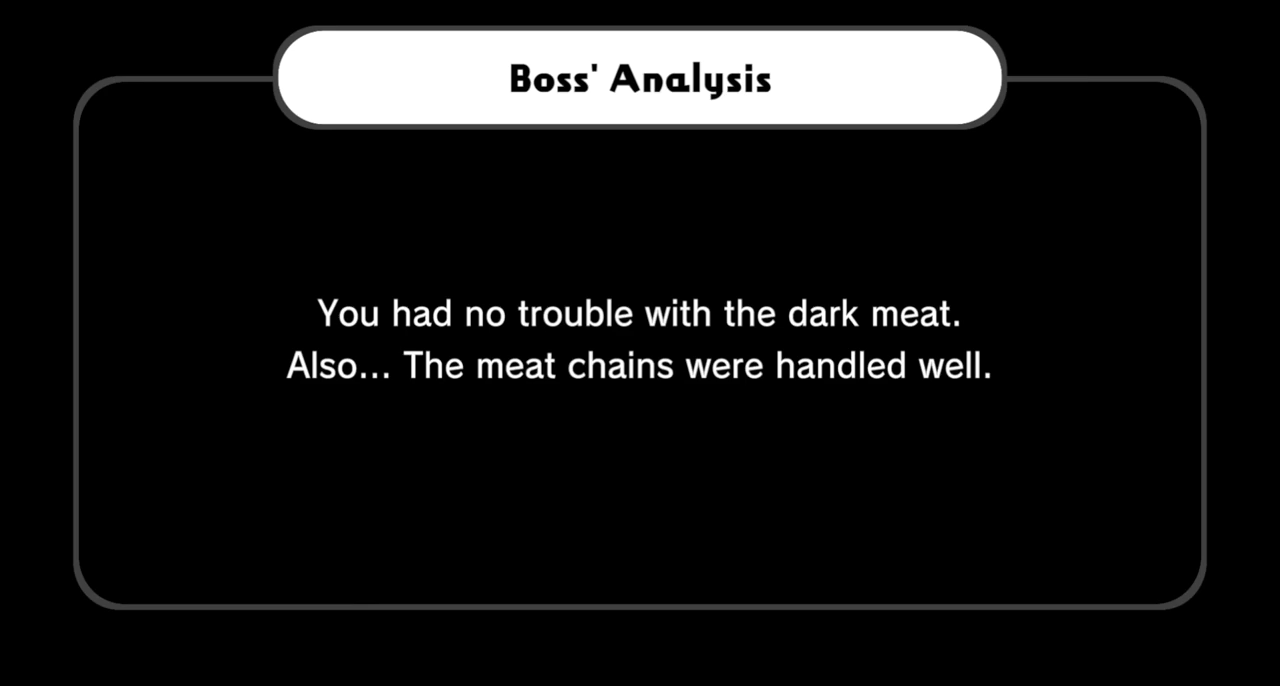 Boss' Analysis
You had no trouble with the dark meat.
Also... The meat chains were handled well.